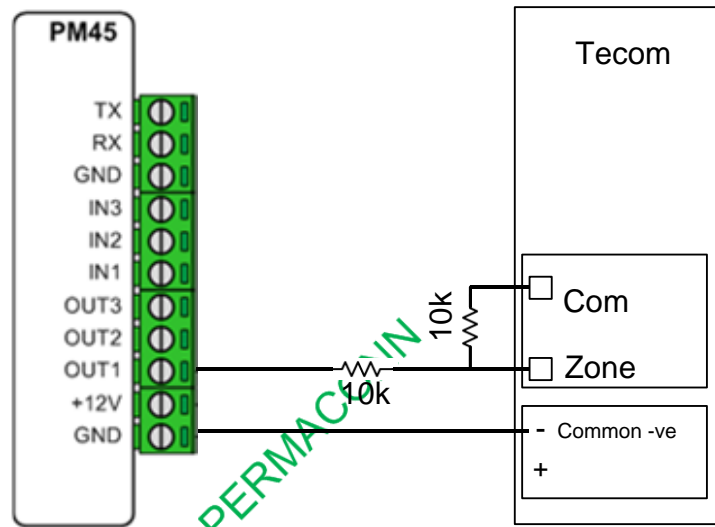 PM45
TX
RX
GND
IN3
IN2
IN1
OUT3
OUT2
OUT1
+12V
GND
10k
10k
PERMACONN
Tecom
Com
Zone
- Common -ve
+